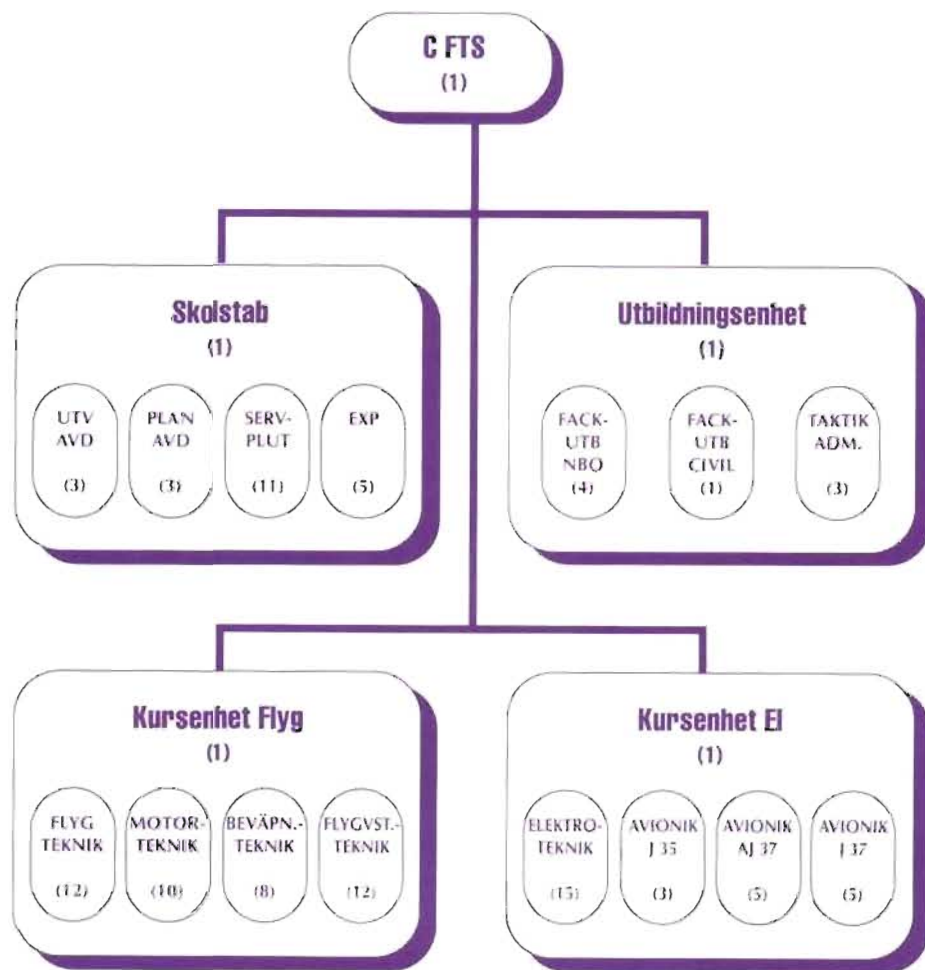 C FTS
(1)
Skolstab
(1)
UTV
AVD
(3)
PLAN
AVD
(3)
SERV-
PLUT
(11)
EXP
(5)
Utbildningsenhet
(1)
FACK-
UTB
NBO
(4)
FACK-
UTB
CIVIL
(1)
TAKTIK
ADM.
(3)
Kursenhet Flyg
(1)
FLYG
TEKNIK
(12)
MOTOR-
TEKNIK
(10)
BEVÄPN.-
TEKNIK
(8)
FLYGVST.-
TEKNIK
(12)
Kursenhet El
(1)
ELEKTRO-
TEKNIK
(15)
AVIONIK
J 35
(3)
AVIONIK
AJ 37
(5)
AVIONIK
J 37
(5)